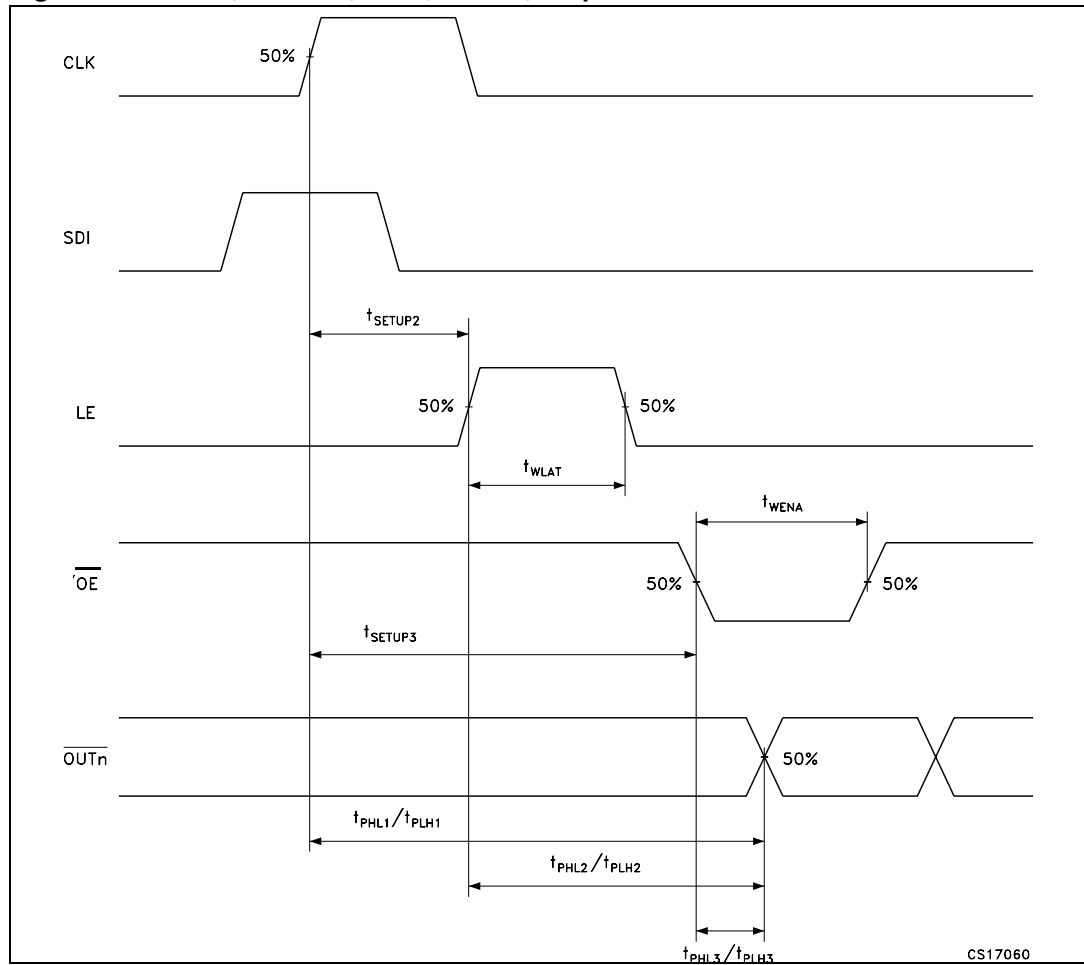 CLK
50%
SDI
tSETUP2
LE
50%
50%
tWLAT
tWENA
OE
50%
50%
tSETUP3
OUTn
50%
tPHL1/tPLH1
tPHL2/tPLH2
tPHL3/tPLH3
CS17060